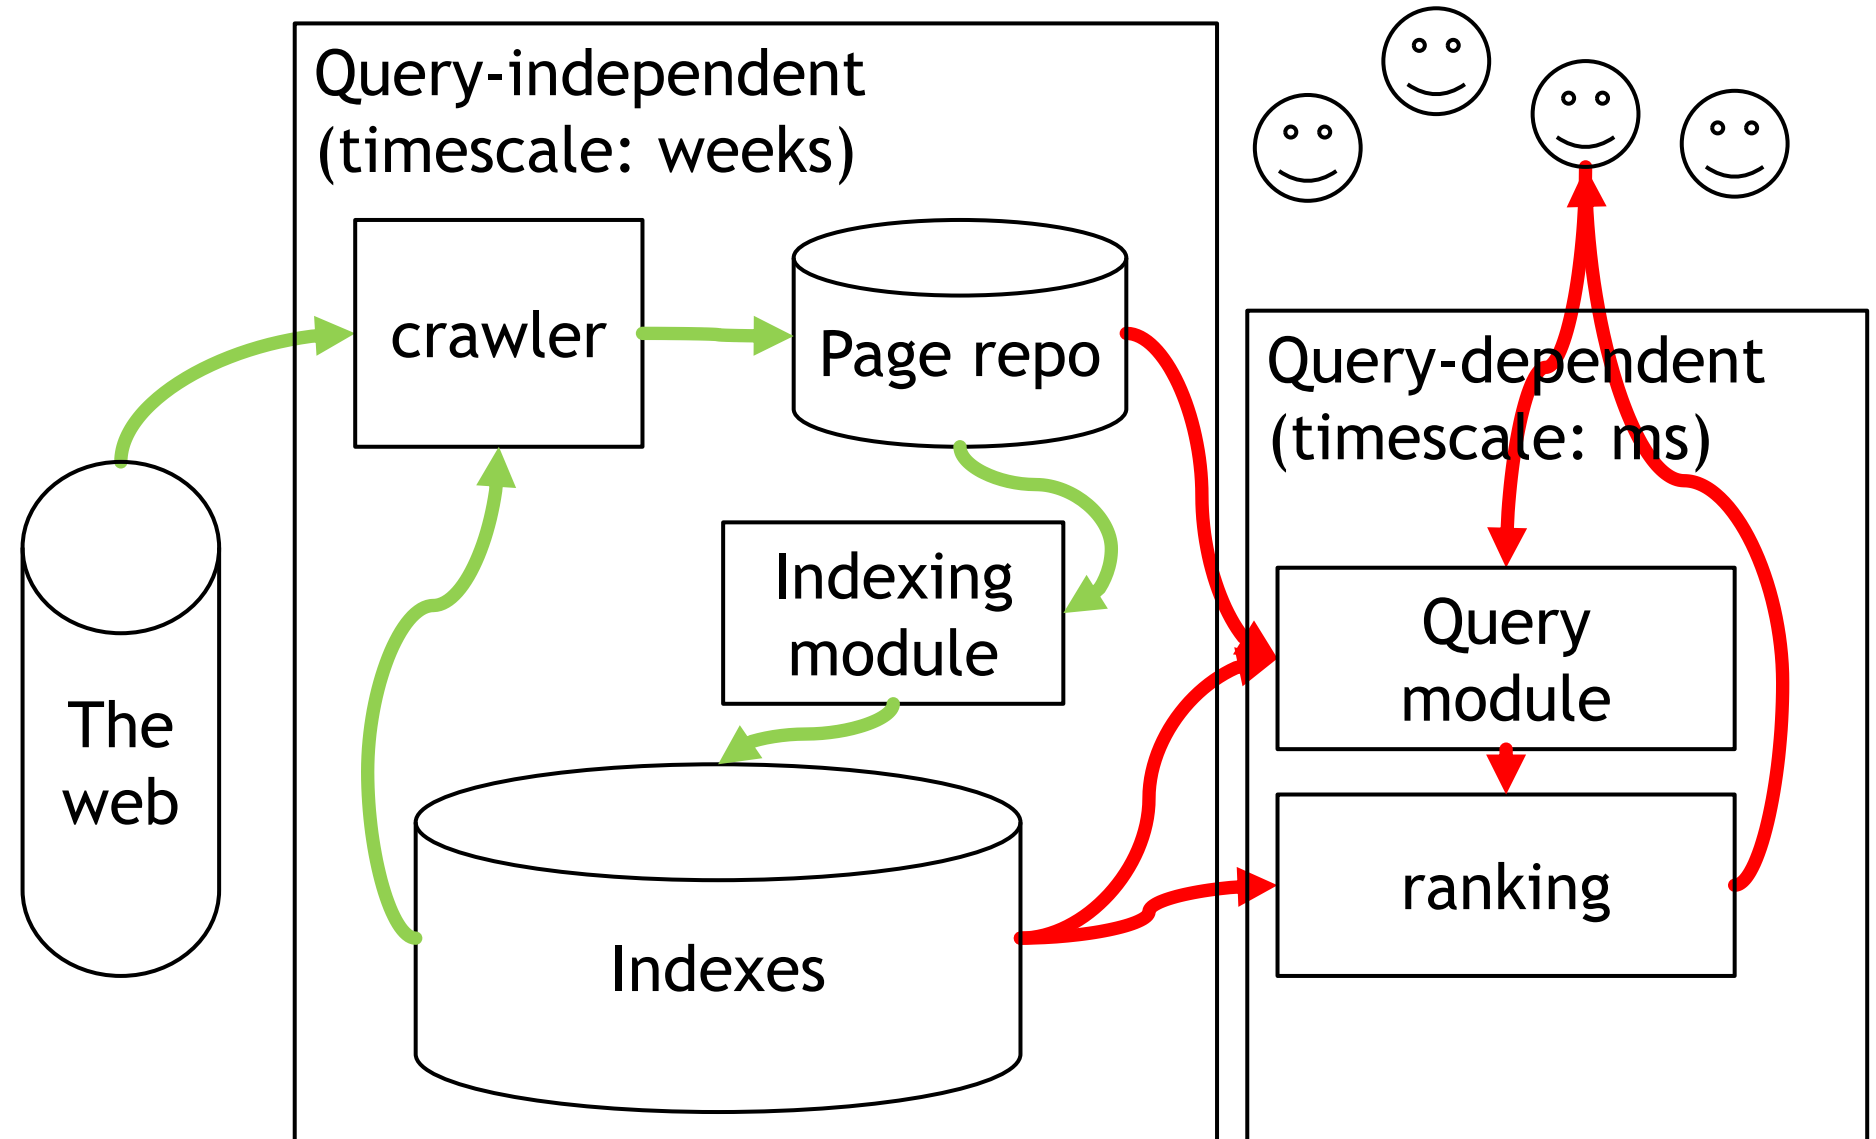 Query-independent
(timescale: weeks)
crawler
Page repo
Indexing
module
The
web
Indexes
Query-dependent
(timescale: ms)
Query
module
ranking